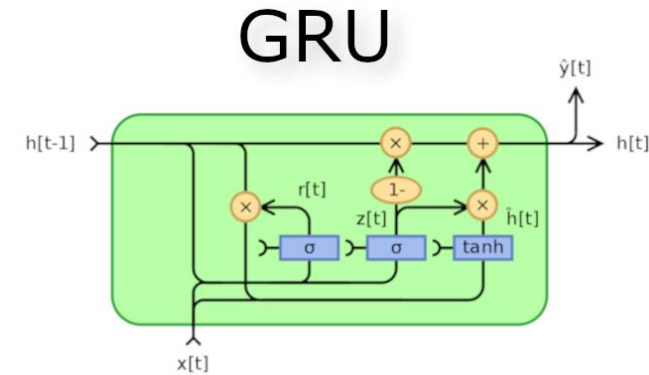 GRU
ŷ[t]
h[t-1]
×
+
h[t]
r[t]
1-
×
z[t]
×
ĥ[t]
σ
σ
tanh
x[t]